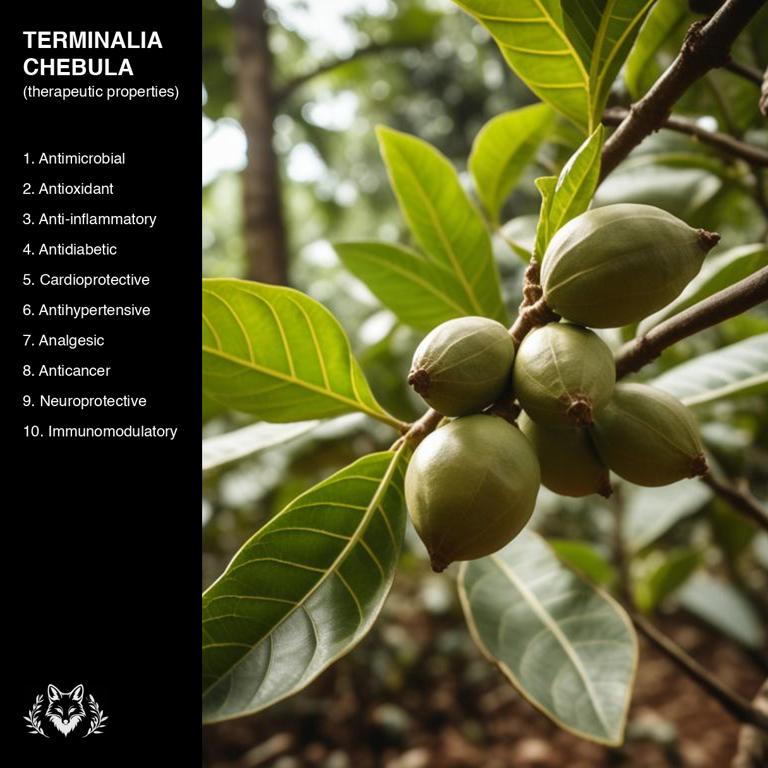 TERMINALIA
CHEBULA
(therapeutic properties)
1. Antimicrobial
2. Antioxidant
3. Anti-inflammatory
4. Antidiabetic
5. Cardioprotective
6. Antihypertensive
7. Analgesic
8. Anticancer
9. Neuroprotective
10. Immunomodulatory